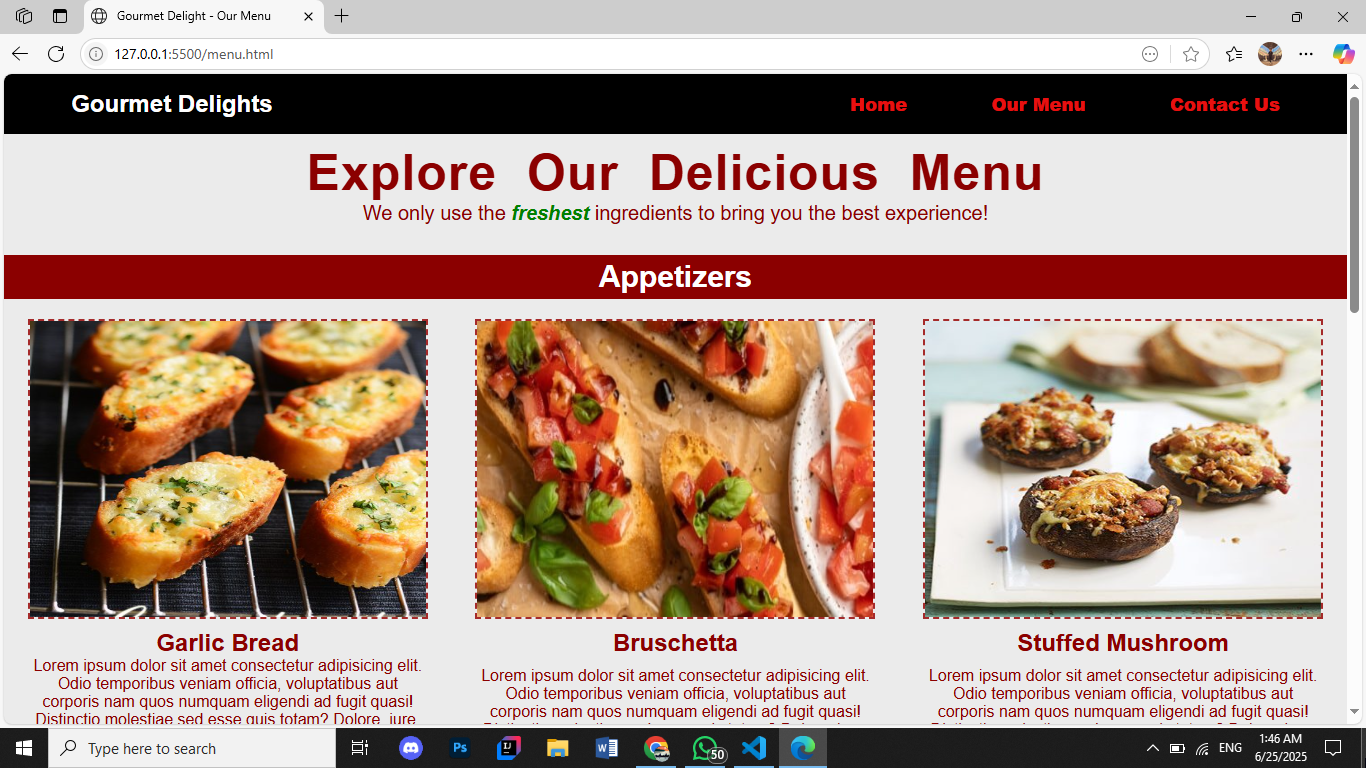 Gourmet Delight - Our Menu
127.0.0.1:5500/menu.html
Gourmet Delights
Home
Our Menu
Contact Us
Explore Our Delicious Menu
We only use the freshest ingredients to bring you the best experience!
Appetizers
Garlic Bread
Lorem ipsum dolor sit amet consectetur adipisicing elit.
Odio temporibus veniam officia, voluptatibus aut
corporis nam quos numquam eligendi ad fugit quasi!
Distinctio molestiae sed esse quis totam? Dolore, iure
Bruschetta
Lorem ipsum dolor sit amet consectetur adipisicing elit.
Odio temporibus veniam officia, voluptatibus aut
corporis nam quos numquam eligendi ad fugit quasi!
Stuffed Mushroom
Lorem ipsum dolor sit amet consectetur adipisicing elit.
Odio temporibus veniam officia, voluptatibus aut
corporis nam quos numquam eligendi ad fugit quasi!
Type here to search
Ps
IJ
W
50
ENG
1:46 AM
6/25/2025